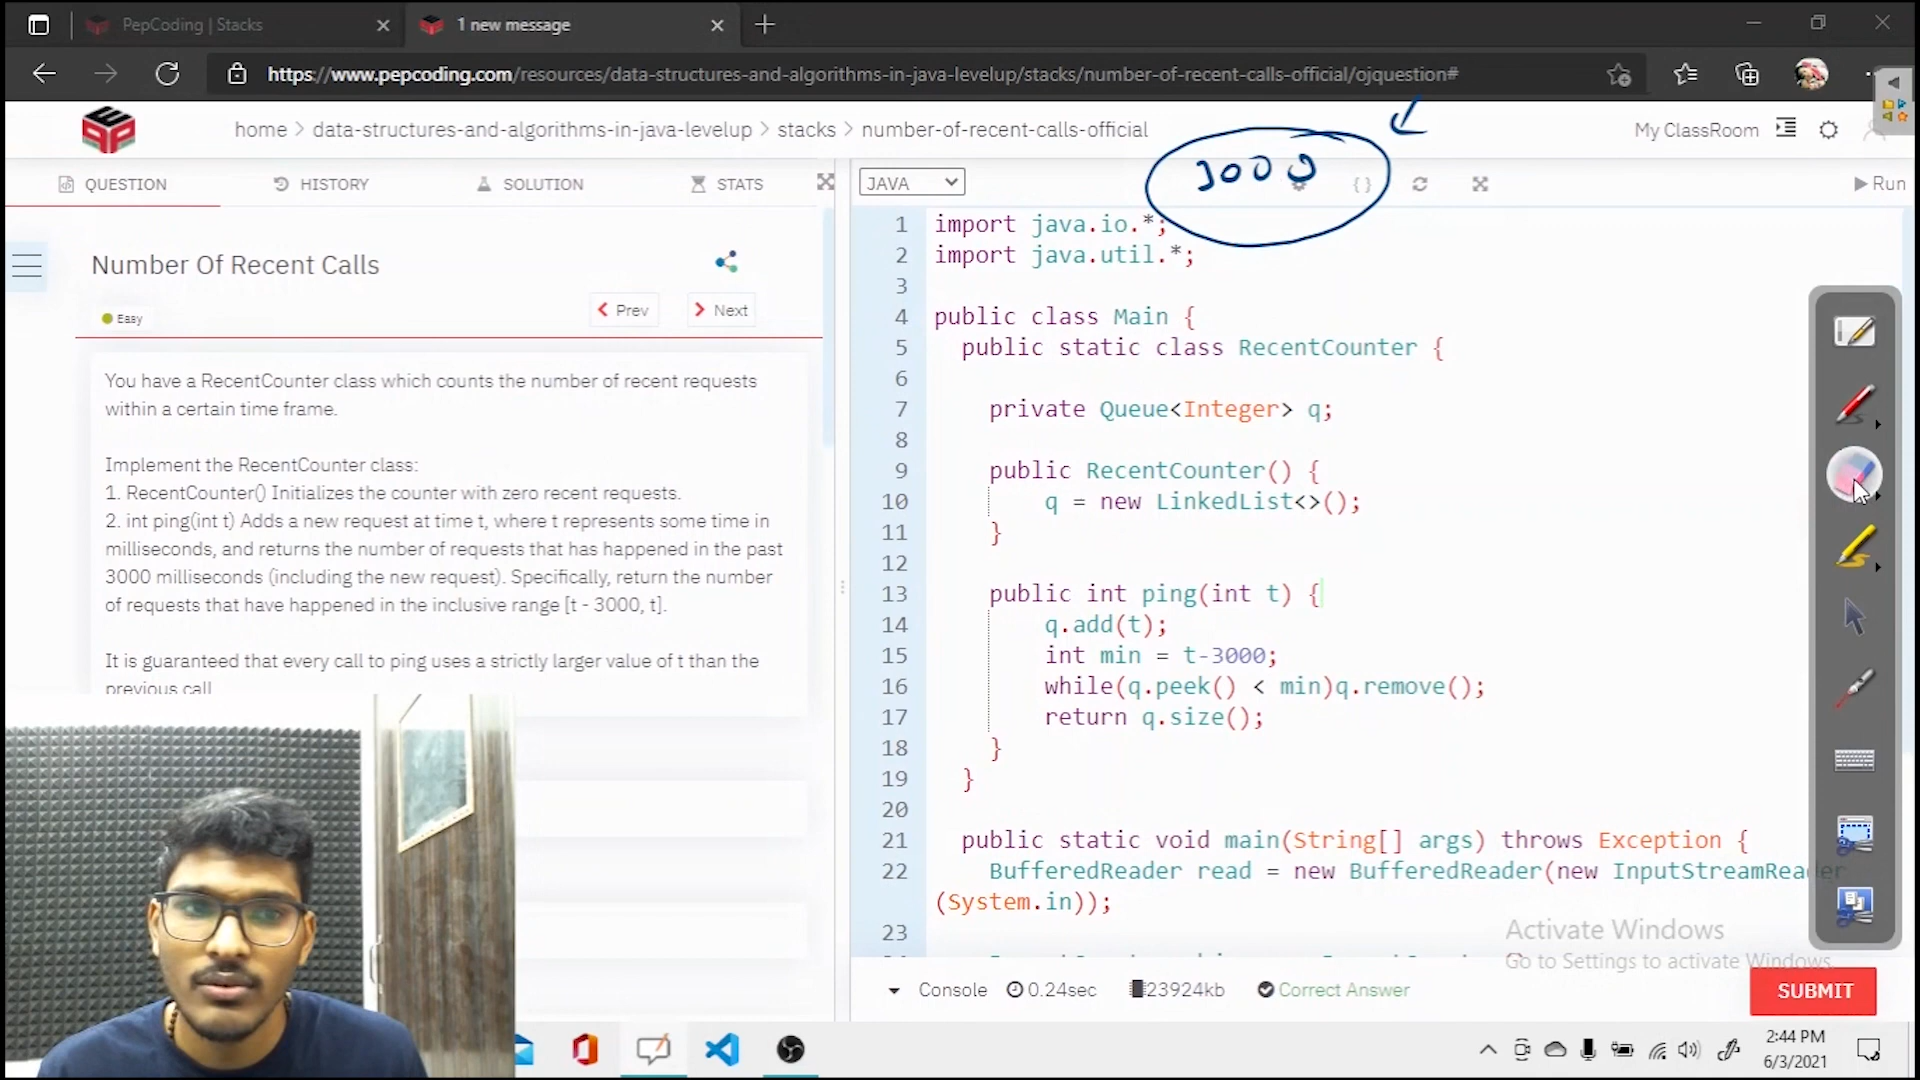 PepCoding | Stacks
1 new message
https://www.pepcoding.com/resources/data-structures-and-algorithms-in-java-levelup/stacks/number-of-recent-calls-official/ojquestion#
home > data-structures-and-algorithms-in-java-levelup > stacks > number-of-recent-calls-official
My ClassRoom
3000
QUESTION
HISTORY
SOLUTION
STATS
JAVA
{ }
Run
Number Of Recent Calls
Easy
Prev
Next
You have a RecentCounter class which counts the number of recent requests
within a certain time frame.
Implement the RecentCounter class:
1. RecentCounter() Initializes the counter with zero recent requests.
2. int ping(int t) Adds a new request at time t, where t represents some time in
milliseconds, and returns the number of requests that has happened in the past
3000 milliseconds (including the new request). Specifically, return the number
of requests that have happened in the inclusive range [t - 3000, t].
It is guaranteed that every call to ping uses a strictly larger value of t than the
previous call
1 import java.io.*;
2 import java.util.*;
3
4 public class Main {
5 public static class RecentCounter {
6
7 private Queue<Integer> q;
8
9 public RecentCounter() {
10 q = new LinkedList<>();
11 }
12
13 public int ping(int t) {
14 q.add(t);
15 int min = t-3000;
16 while(q.peek() < min)q.remove();
17 return q.size();
18 }
19 }
20
21 public static void main(String[] args) throws Exception {
22 BufferedReader read = new BufferedReader(new InputStreamReader
(System.in));
23
Activate Windows
Go to Settings to activate Windows.
Console
0.24sec
23924kb
Correct Answer
SUBMIT
2:44 PM
6/3/2021